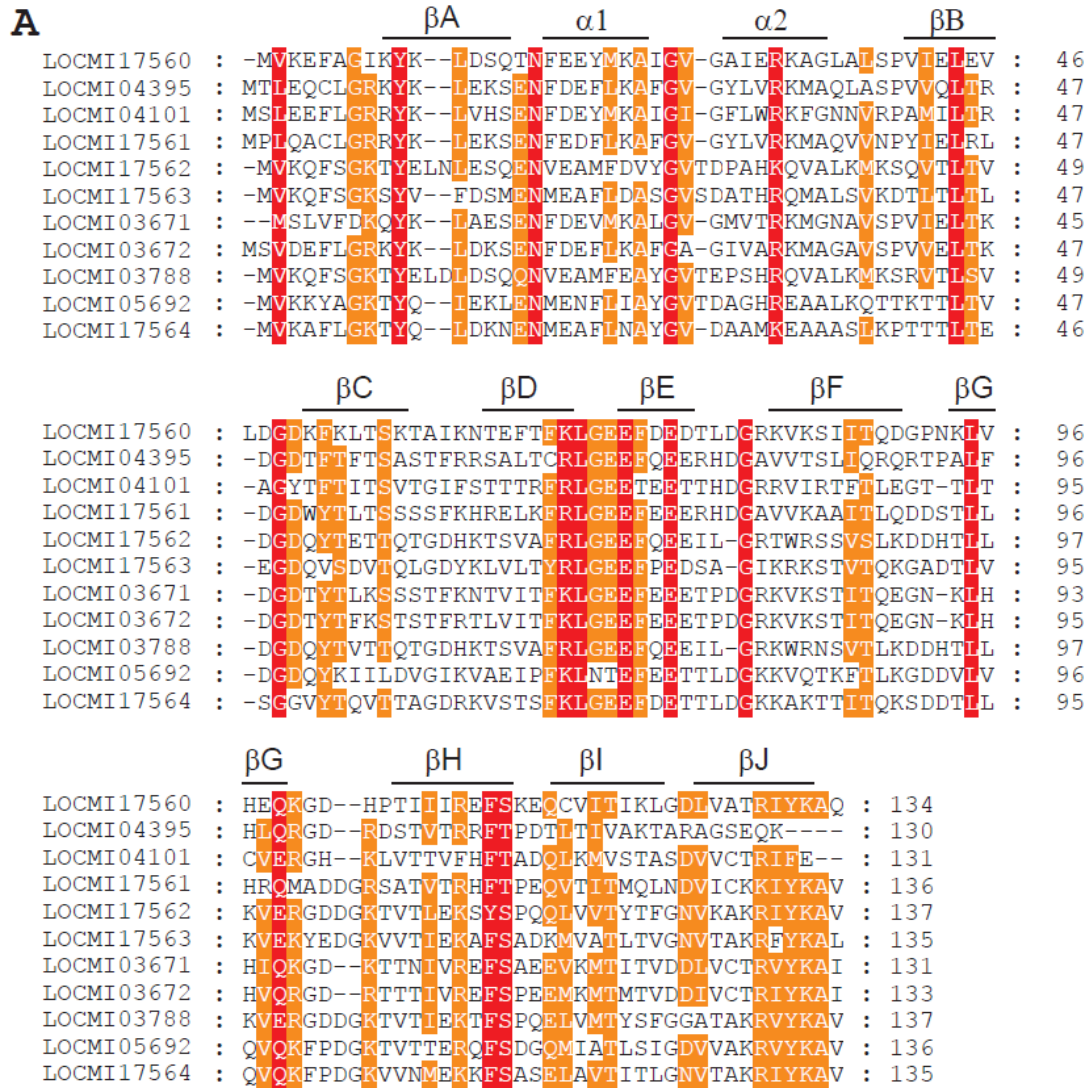 A
βA α1 α2 βB
LOCMI17560 : -MVKEFAGIKYK--LDSQTNFEEYMKAIGV-GAIERKAGLALSPVIELEV : 46
LOCMI04395 : MTLEQCLGRKYK--LEKSENFDEFLKAFGV-GYLVRKMAQLASPVVQLTR : 47
LOCMI04101 : MSLEEFLGRRYK--LVHSENFDEYMKAIGI-GFLWRKFGNNVRPAMILTR : 47
LOCMI17561 : MPLQACLGRRYK--LEKSENFEDFLKAFGV-GYLVRKMAQVVNPYIELRL : 47
LOCMI17562 : -MVKQFSGKTYELNLESQENVEAMFDVYGVTDPAHKQVALKMKSQVTLTV : 49
LOCMI17563 : -MVKQFSGKSYV--FDSMENMEAFLDASGVSDATHRQMALSVKDTLTLTL : 47
LOCMI03671 : --MSLVFDKQYK--LAESENFDEVMKALGV-GMVTRKMGNAVSPVIELTK : 45
LOCMI03672 : MSVDEFLGRKYK--LDKSENFDEFLKAFGA-GIVARKMAGAVSPVVELTK : 47
LOCMI03788 : -MVKQFSGKTYELDLDSQQNVEAMFEAYGVTEPSHRQVALKMKSRVTLSV : 49
LOCMI05692 : -MVKKYAGKTYQ--IEKLENMENFLIAYGVTDAGHREAALKQTTKTTLTV : 47
LOCMI17564 : -MVKAFLGKTYQ--LDKNENMEAFLNAYGV-DAAMKEAAASLKPTTTLTE : 46
βC βD βE βF βG
LOCMI17560 : LDGDKFKLTSKTAIKNTEFTFKLGEEFDEDTLDGRKVKSIITQDGPNKLV : 96
LOCMI04395 : -DGDTFTFTSASTFRRSALTCRLGEEFQEERHDGAVVTSLIQRQRTPALF : 96
LOCMI04101 : -AGYTFTITSVTGIFSTTTRFRLGEETEETTHDGRRVIRTFTLEGT-TLT : 95
LOCMI17561 : -DGDWYTLTSSSSFKHRELKFRLGEEFEEERHDGAVVKAAITLQDDSTLL : 96
LOCMI17562 : -DGDQYTETTQTGDHKTSVAFRLGEEFQEEIL-GRTWRSSVSLKDDHTLL : 97
LOCMI17563 : -EGDQVSDVTQLGDYKLVLTYRLGEEFPEDSA-GIKRKSTVTQKGADTLV : 95
LOCMI03671 : -DGDTYTLKSSSTFKNTVITFKLGEEFEEETPDGRKVKSTITQEGN-KLH : 93
LOCMI03672 : -DGDTYTFKSTSTFRTLVITFKLGEEFEEETPDGRKVKSTITQEGN-KLH : 95
LOCMI03788 : -DGDQYTVTTQTGDHKTSVAFRLGEEFQEEIL-GRKWRNSVTLKDDHTLL : 97
LOCMI05692 : -DGDQYKIILDVGIKVAEIPFKLNTEFEETTLDGKKVQTKFTLKGDDVLV : 96
LOCMI17564 : -SGGVYTQVTTAGDRKVSTSFKLGEEFDETTLDGKKAKTTITQKSDDTLL : 95
βG βH βI βJ
LOCMI17560 : HEQKGD--HPTIIIREFSKEQCVITIKLGDLVATRIYKAQ : 134
LOCMI04395 : HLQRGD--RDSTVTRRFTPDTLTIVAKTARAGSEQK---- : 130
LOCMI04101 : CVERGH--KLVTTVFHFTADQLKMVSTASDVVCTRIFE-- : 131
LOCMI17561 : HRQMADDGRSATVTRHFTPEQVTITMQLNDVICKKIYKAV : 136
LOCMI17562 : KVERGDDGKTVTLEKSYSPQQLVVTYTFGNVKAKRIYKAV : 137
LOCMI17563 : KVEKYEDGKVVTIEKAFSADKMVATLTVGNVTAKRFYKAL : 135
LOCMI03671 : HIQKGD--KTTNIVREFSAEEVKMTITVDDLVCTRVYKAI : 131
LOCMI03672 : HVQRGD--RTTTIVREFSPEEMKMTMTVDDIVCTRIYKAI : 133
LOCMI03788 : KVERGDDGKTVTIEKTFSPQELVMTYSFGGATAKRVYKAV : 137
LOCMI05692 : QVQKFPDGKTVTTERQFSDGQMIATLSIGDVVAKRVYKAV : 136
LOCMI17564 : QVQKFPDGKVVNMEKKFSASELAVTITLGNVTAKRIYKAV : 135